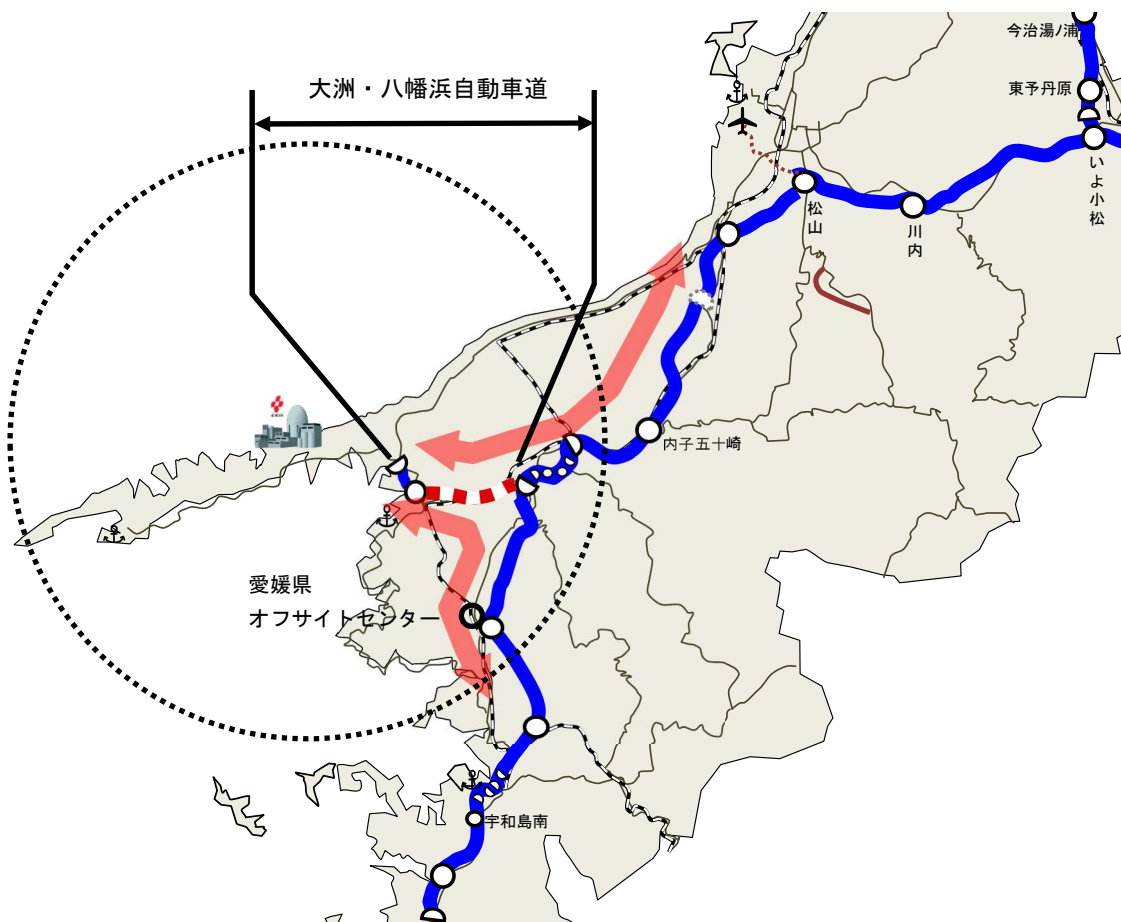 今治湯ノ浦
大洲・八幡浜自動車道
東予丹原
いよ小松
松山
川内
内子五十崎
愛媛県
オフサイトセンター
宇和島南